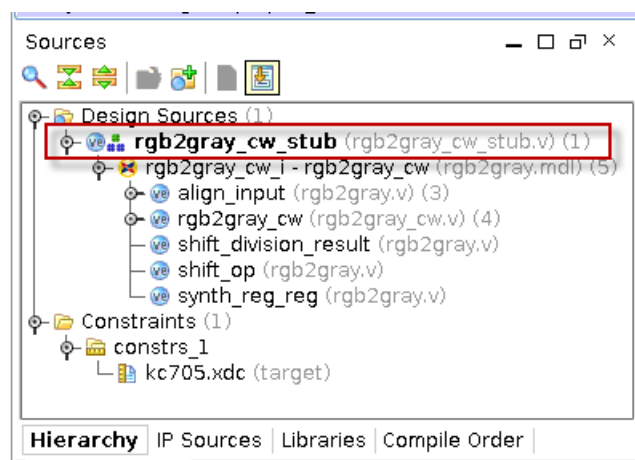 Sources
Design Sources (1)
rgb2gray_cw_stub (rgb2gray_cw_stub.v) (1)
rgb2gray_cw_i - rgb2gray_cw (rgb2gray.mdl) (5)
align_input (rgb2gray.v) (3)
rgb2gray_cw (rgb2gray_cw.v) (4)
shift_division_result (rgb2gray.v)
shift_op (rgb2gray.v)
synth_reg_reg (rgb2gray.v)
Constraints (1)
constrs_1
kc705.xdc (target)
Hierarchy IP Sources Libraries Compile Order